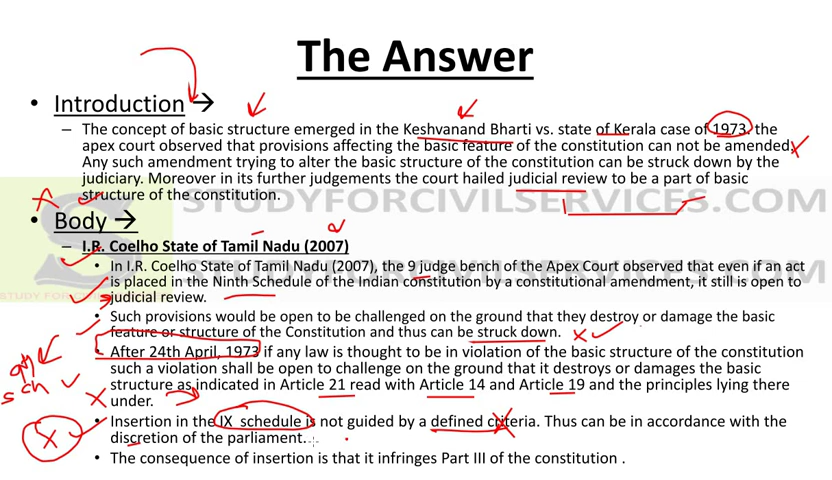 The Answer
• Introduction →
– The concept of basic structure emerged in the Keshvanand Bharti vs. state of Kerala case of 1973. the
apex court observed that provisions affecting the basic feature of the constitution can not be amended.
Any such amendment trying to alter the basic structure of the constitution can be struck down by the
judiciary. Moreover in its further judgements the court hailed judicial review to be a part of basic
structure of the constitution.
STUDYFORCIVILSERVICES.COM
• Body →
– I.R. Coelho State of Tamil Nadu (2007)
• In I.R. Coelho State of Tamil Nadu (2007), the 9 judge bench of the Apex Court observed that even if an act
is placed in the Ninth Schedule of the Indian constitution by a constitutional amendment, it still is open to
judicial review.
• Such provisions would be open to be challenged on the ground that they destroy or damage the basic
feature or structure of the Constitution and thus can be struck down.
• After 24th April, 1973 if any law is thought to be in violation of the basic structure of the constitution
such a violation shall be open to challenge on the ground that it destroys or damages the basic
structure as indicated in Article 21 read with Article 14 and Article 19 and the principles lying there
under.
9th
sch
• Insertion in the IX schedule is not guided by a defined criteria. Thus can be in accordance with the
discretion of the parliament.
• The consequence of insertion is that it infringes Part III of the constitution .